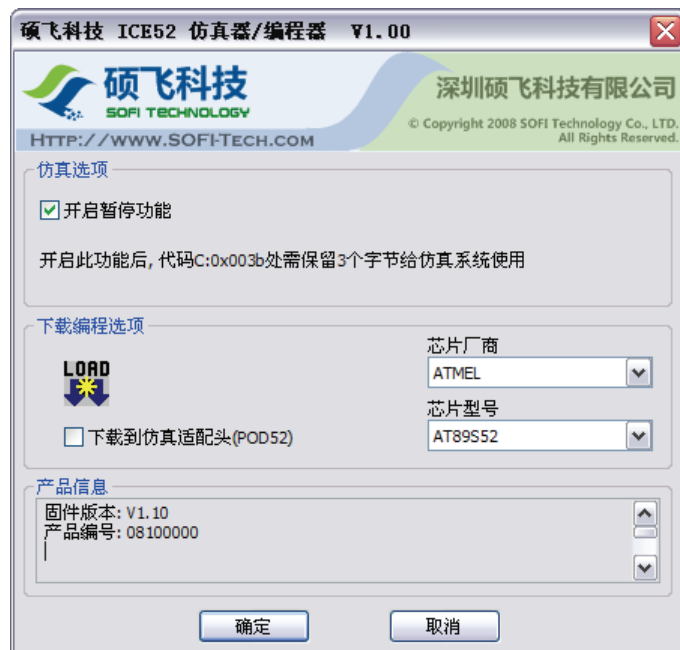 硕飞科技 ICE52 仿真器/编程器 V1.00
硕飞科技
SOFI TECHNOLOGY
HTTP://WWW.SOFI-TECH.COM
深圳硕飞科技有限公司
© Copyright 2008 SOFI Technology Co., LTD.
All Rights Reserved.
仿真选项
开启暂停功能
开启此功能后, 代码C:0x003b处需保留3个字节给仿真系统使用
下载编程选项
LOAD
下载到仿真适配头(POD52)
芯片厂商
ATMEL
芯片型号
AT89S52
产品信息
固件版本: V1.10
产品编号: 08100000
确定
取消